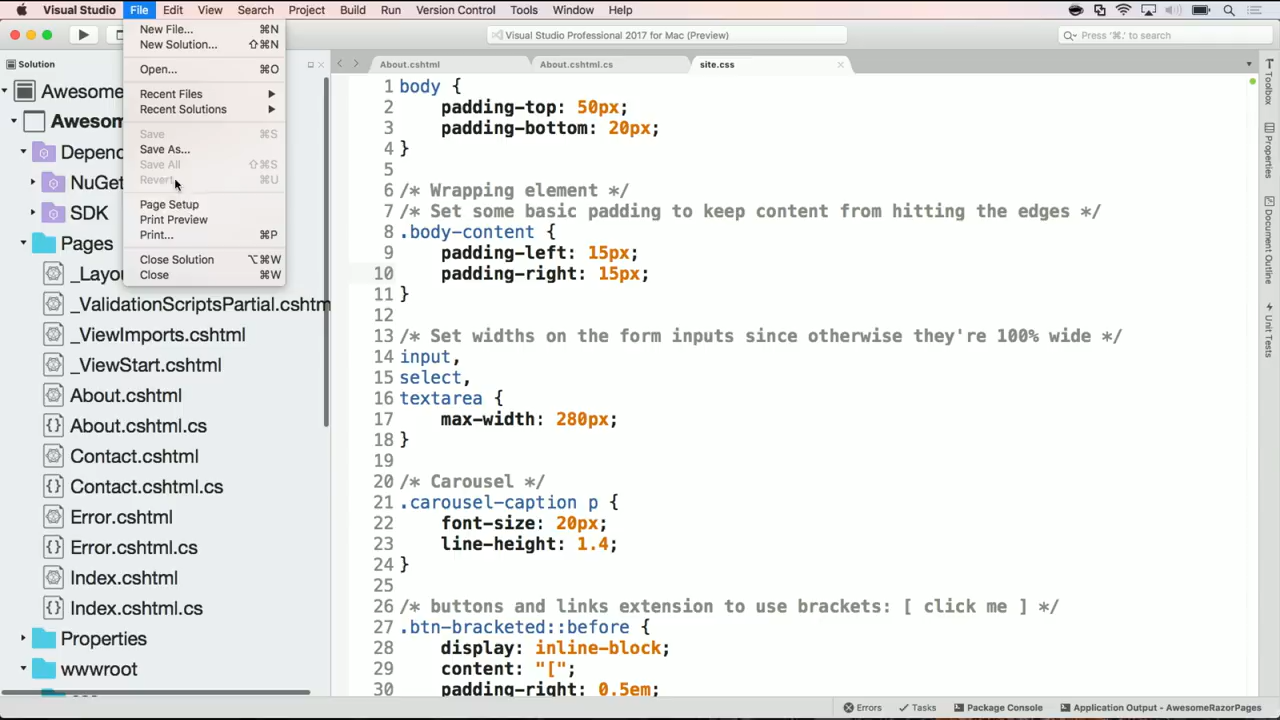 Visual Studio File Edit View Search Project Build Run Version Control Tools Window Help
Visual Studio Professional 2017 for Mac (Preview)
Press '⌘.' to search
New File... ⌘N
New Solution... ⇧⌘N
Open... ⌘O
Recent Files
Recent Solutions
Save ⌘S
Save As...
Save All ⇧⌘S
Revert ⌘U
Page Setup
Print Preview
Print... ⌘P
Close Solution ⌥⌘W
Close ⌘W
Solution
Awesome
Awesom
Depend
NuGet
SDK
Pages
_Layou
_ValidationScriptsPartial.cshtm
_ViewImports.cshtml
_ViewStart.cshtml
About.cshtml
About.cshtml.cs
Contact.cshtml
Contact.cshtml.cs
Error.cshtml
Error.cshtml.cs
Index.cshtml
Index.cshtml.cs
Properties
wwwroot
About.cshtml About.cshtml.cs site.css
1 body {
2 padding-top: 50px;
3 padding-bottom: 20px;
4 }
5
6 /* Wrapping element */
7 /* Set some basic padding to keep content from hitting the edges */
8 .body-content {
9 padding-left: 15px;
10 padding-right: 15px;
11 }
12
13 /* Set widths on the form inputs since otherwise they're 100% wide */
14 input,
15 select,
16 textarea {
17 max-width: 280px;
18 }
19
20 /* Carousel */
21 .carousel-caption p {
22 font-size: 20px;
23 line-height: 1.4;
24 }
25
26 /* buttons and links extension to use brackets: [ click me ] */
27 .btn-bracketed::before {
28 display: inline-block;
29 content: "[";
30 padding-right: 0.5em;
Toolbox
Properties
Document Outline
Unit Tests
Errors Tasks Package Console Application Output - AwesomeRazorPages